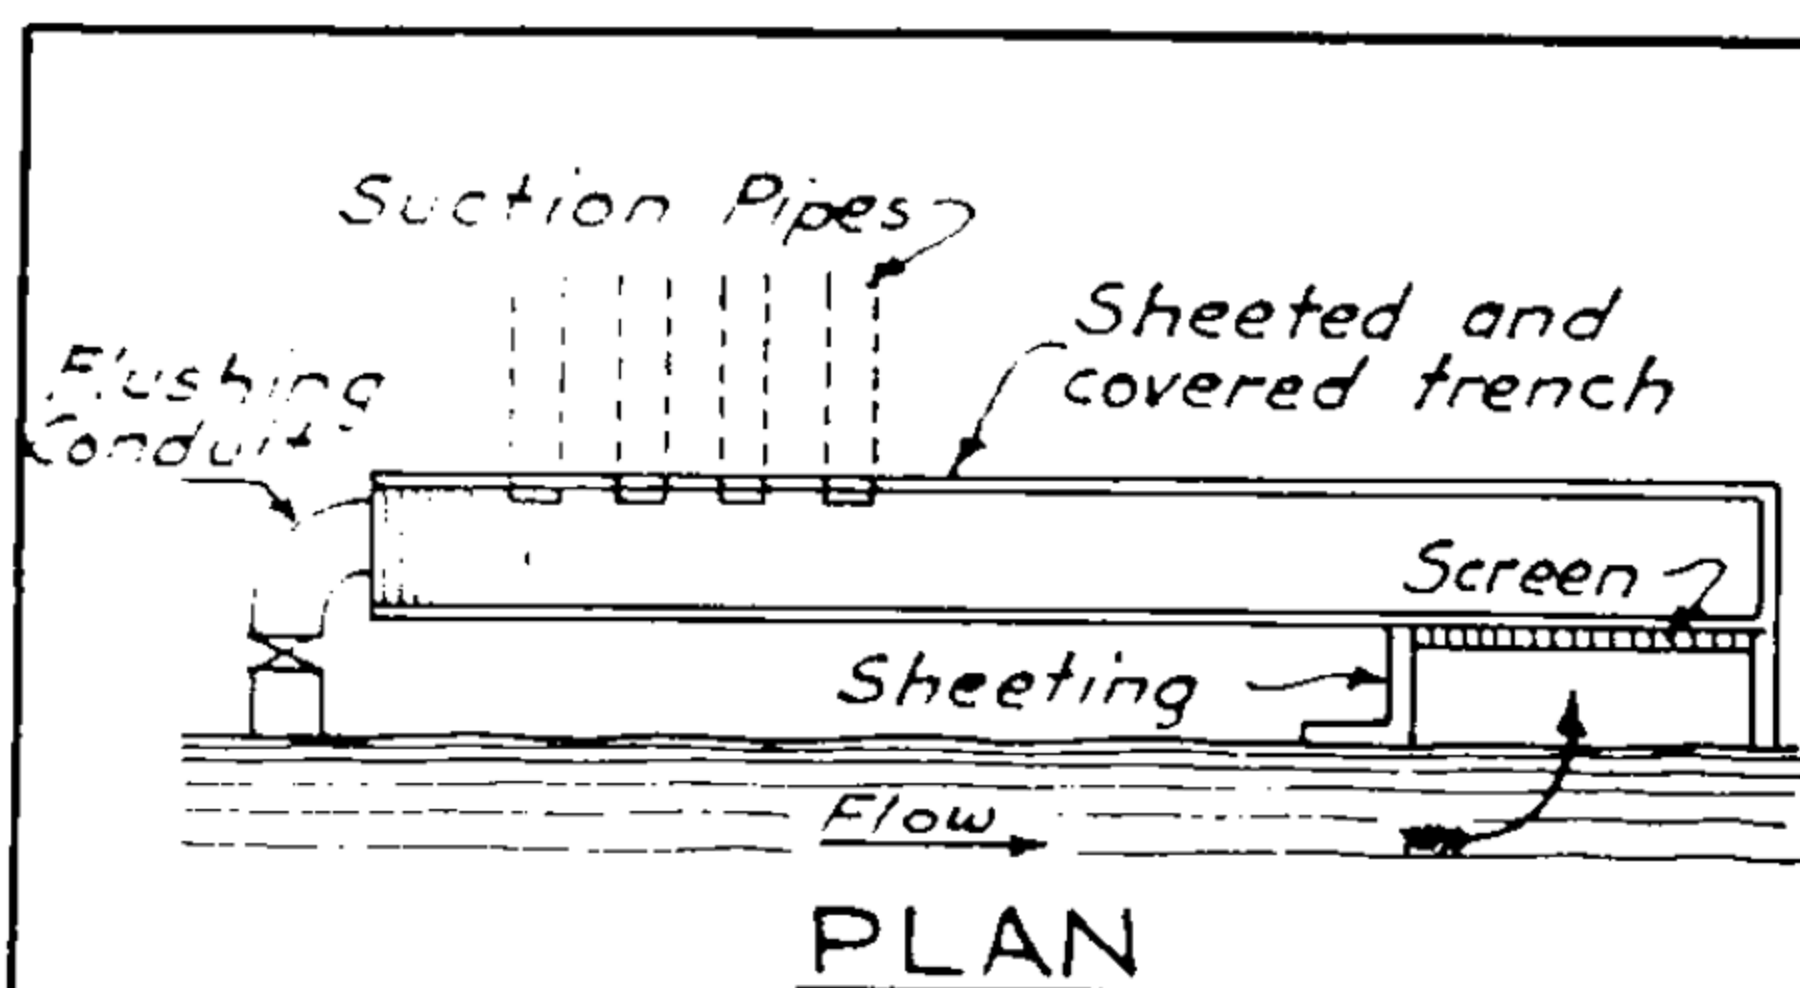 Suction Pipes
Sheeted and
covered trench
Flushing
Conduit
Screen
Sheeting
Flow
PLAN